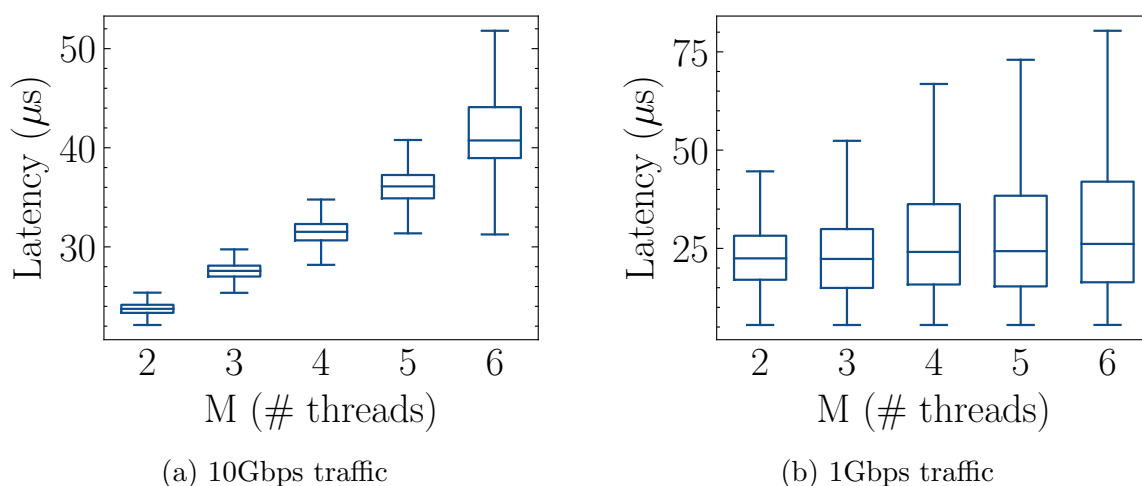 Latency (μs)
50
40
30
2 3 4 5 6
M (# threads)
(a) 10Gbps traffic
Latency (μs)
75
50
25
2 3 4 5 6
M (# threads)
(b) 1Gbps traffic